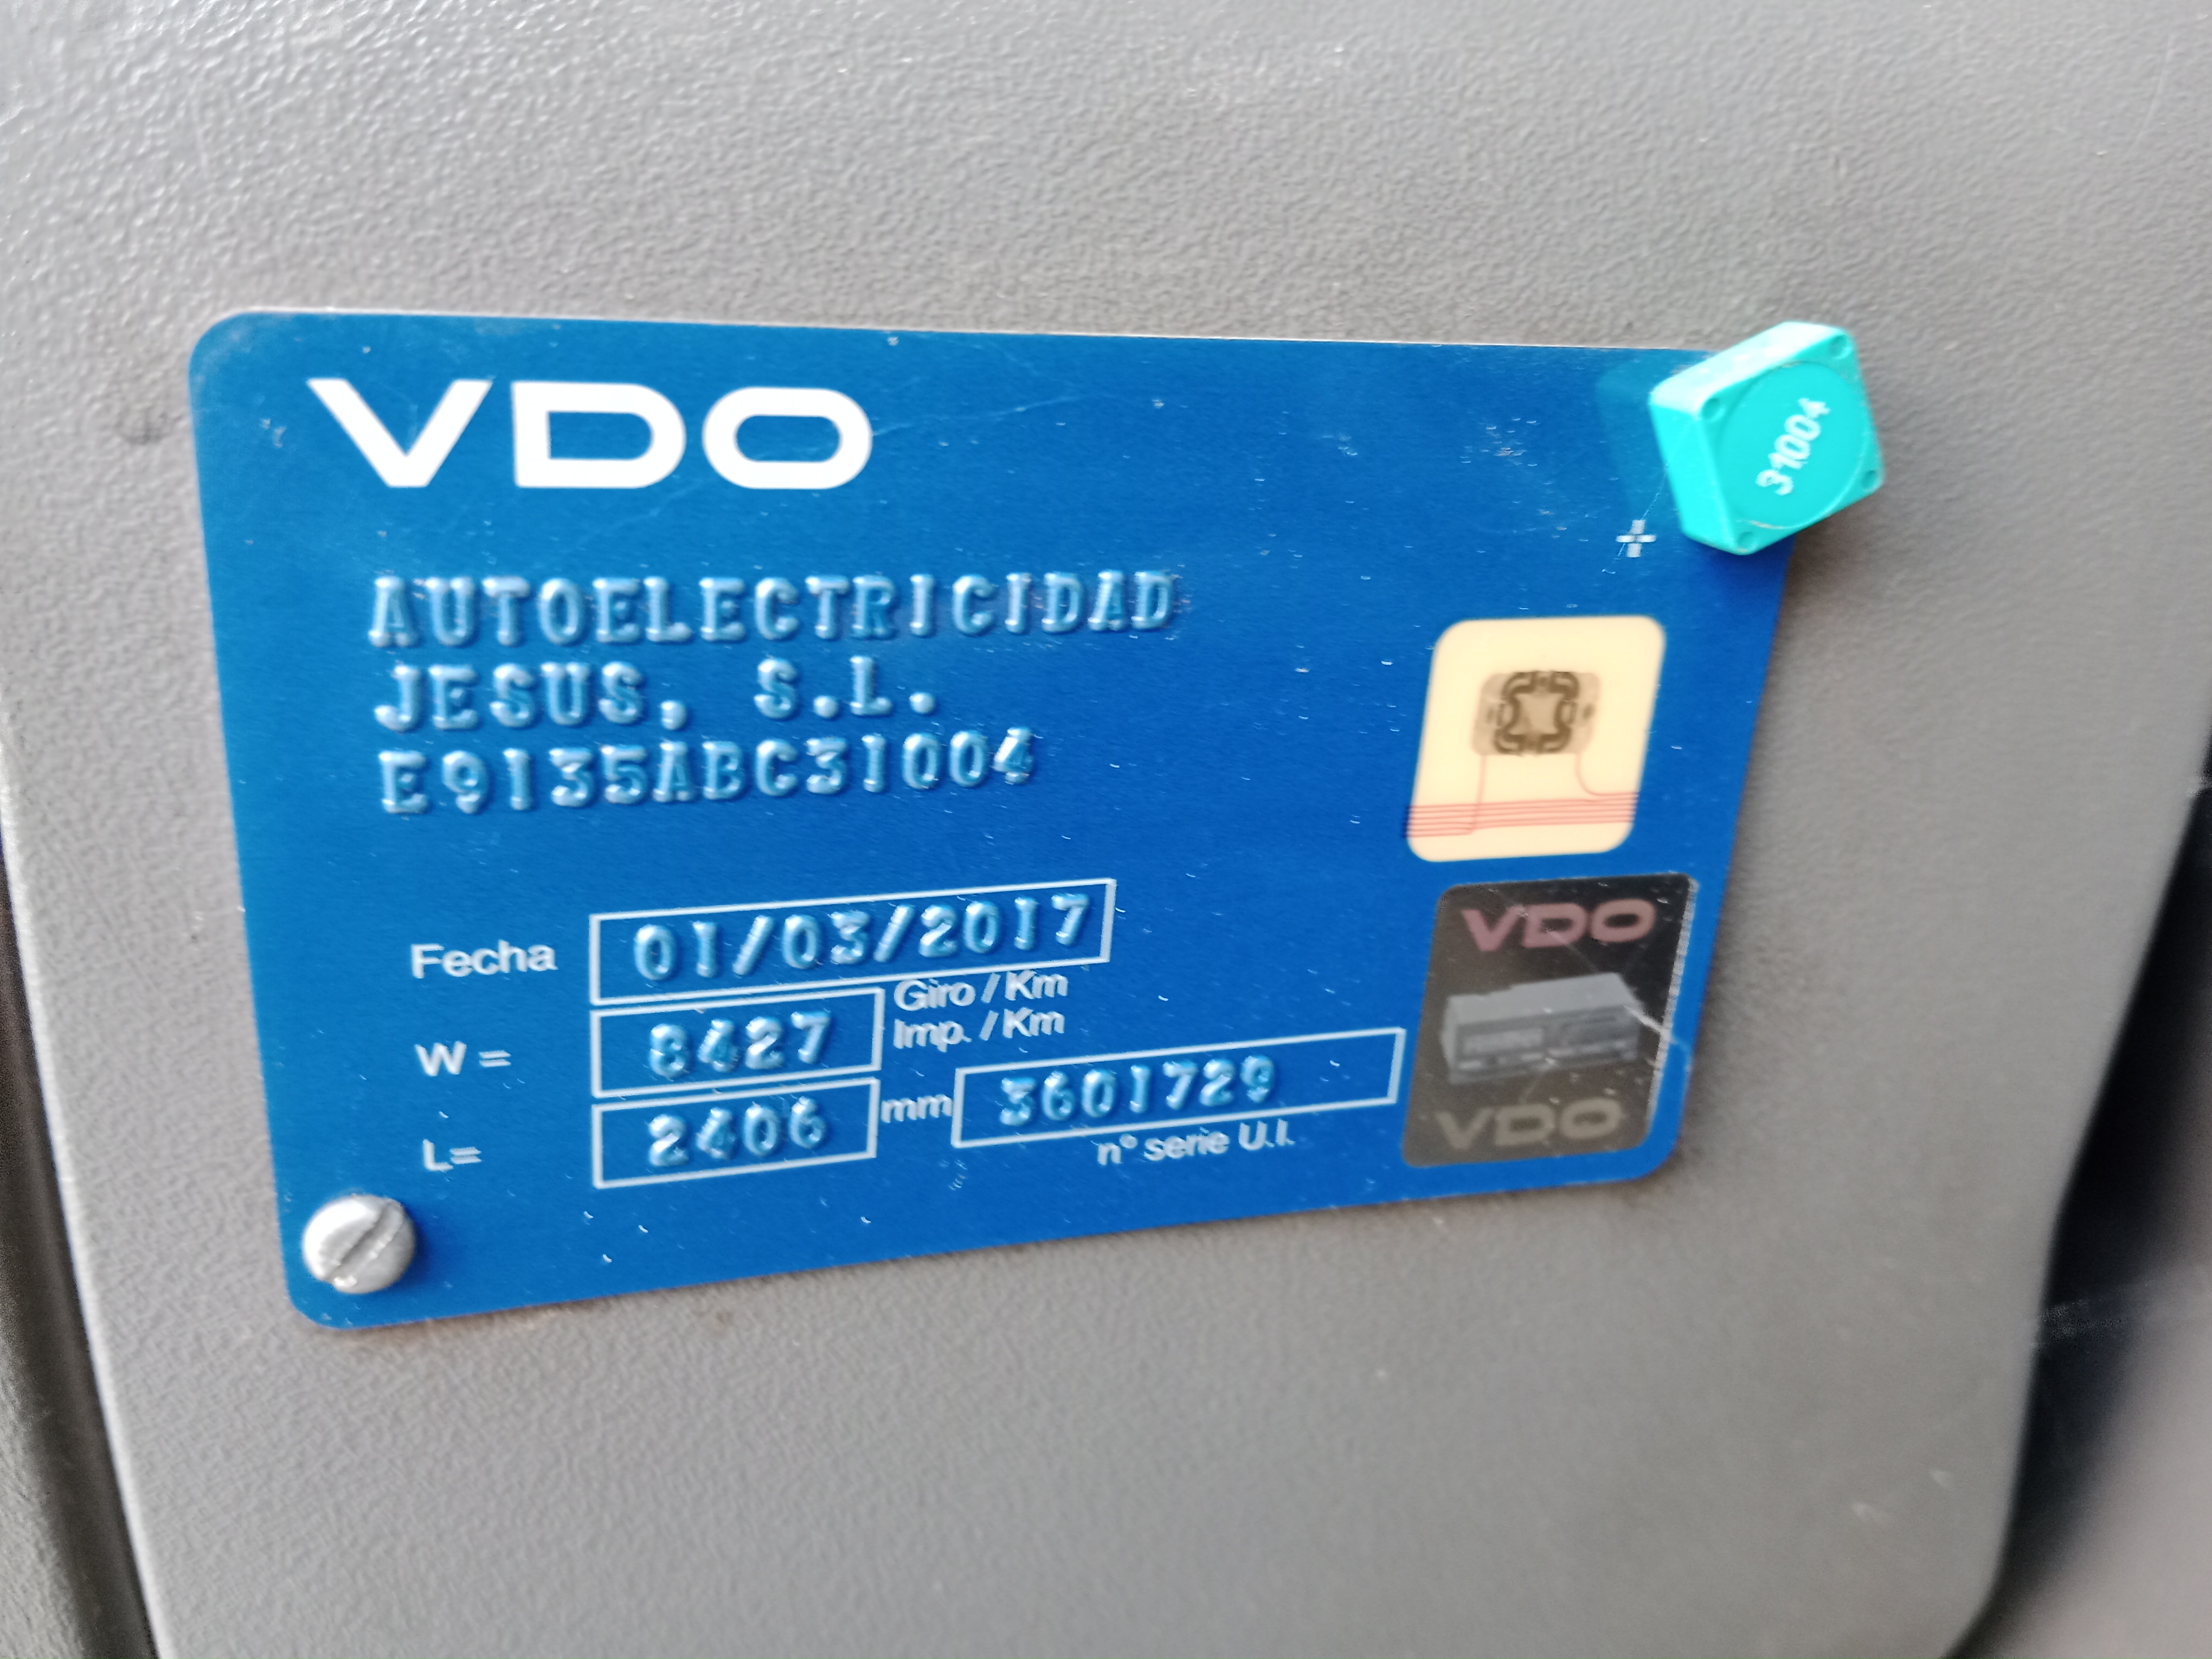 VDO
31004
AUTOELECTRICIDAD
JESUS, S.L.
E9135ABC31004
Fecha 01/03/2017
W = 8427 Giro / Km
Imp. / Km
L= 2406 mm 3601729
nº serie U.I.
VDO
VDO